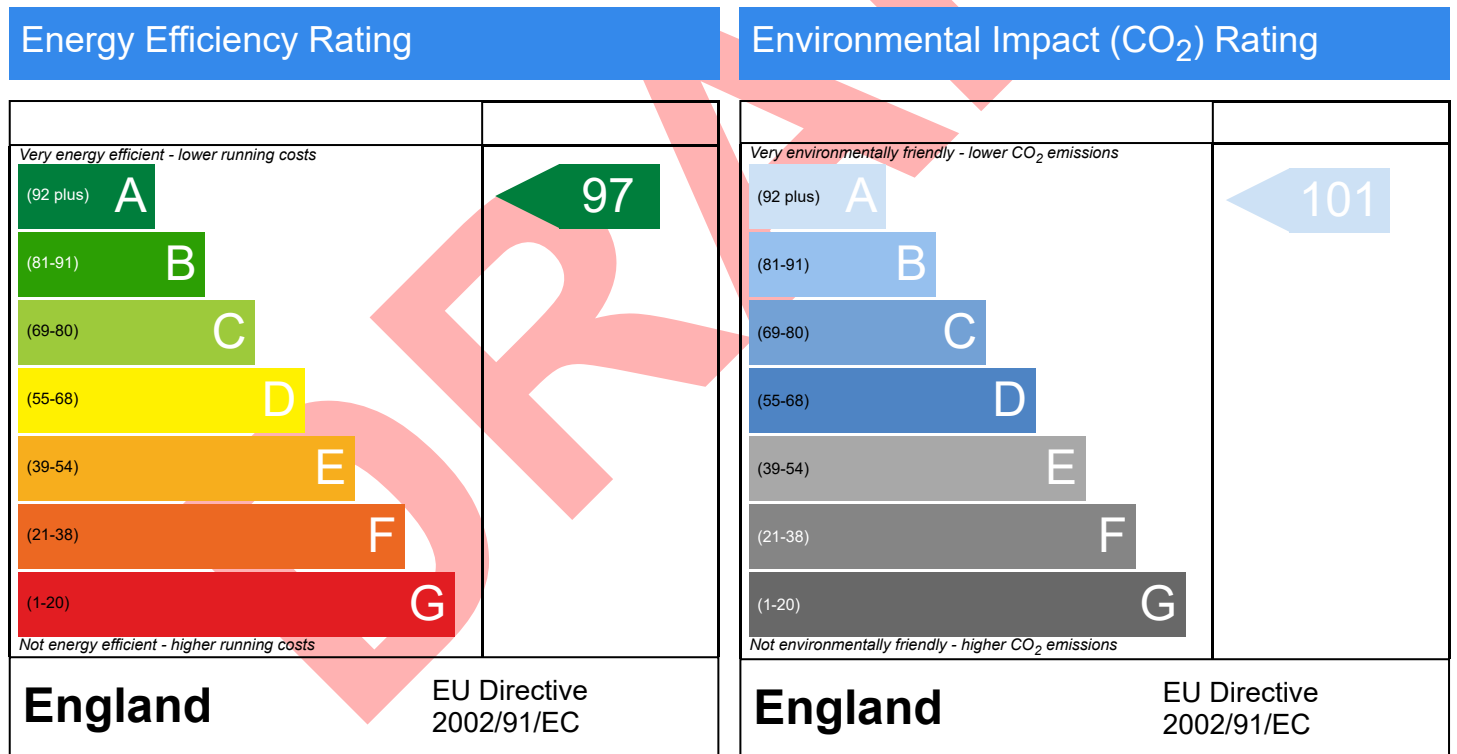 Energy Efficiency Rating
Very energy efficient - lower running costs
(92 plus) A
97
(81-91) B
(69-80) C
(55-68) D
(39-54) E
(21-38) F
(1-20) G
Not energy efficient - higher running costs
England
EU Directive
2002/91/EC
Environmental Impact (CO₂) Rating
Very environmentally friendly - lower CO₂ emissions
(92 plus) A
101
(81-91) B
(69-80) C
(55-68) D
(39-54) E
(21-38) F
(1-20) G
Not environmentally friendly - higher CO₂ emissions
England
EU Directive
2002/91/EC